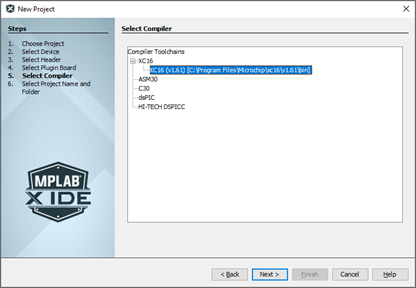 New Project
Steps
1. Choose Project
2. Select Device
3. Select Header
4. Select Plugin Board
5. Select Compiler
6. Select Project Name and
Folder
MPLAB
X IDE
Select Compiler
Compiler Toolchains
XC16
XC16 (v1.61) [C:\Program Files\Microchip\xc16\v1.61\bin]
ASM30
C30
dsPIC
HI-TECH DSPICC
< Back
Next >
Finish
Cancel
Help